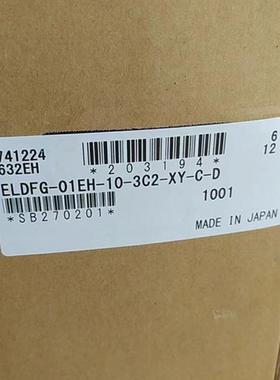 741224
632EH
*203194*
6
12
ELDFG-01EH-10-3C2-XY-C-D
1001
*SB270201*
MADE IN JAPAN